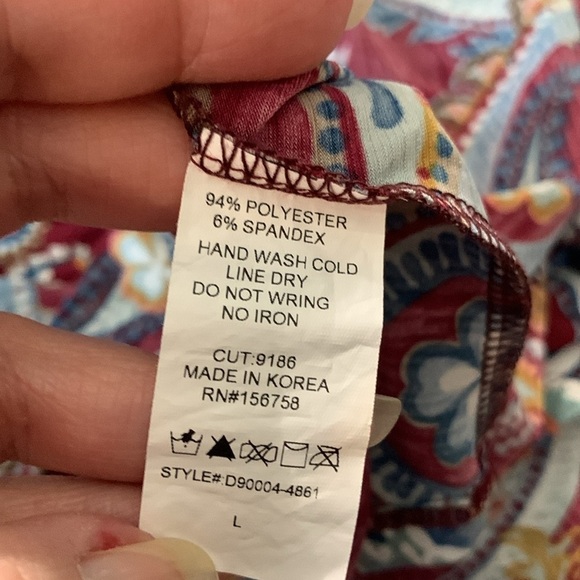 94% POLYESTER
6% SPANDEX
HAND WASH COLD
LINE DRY
DO NOT WRING
NO IRON
CUT:9186
MADE IN KOREA
RN#156758
STYLE#:D90004-4861
L